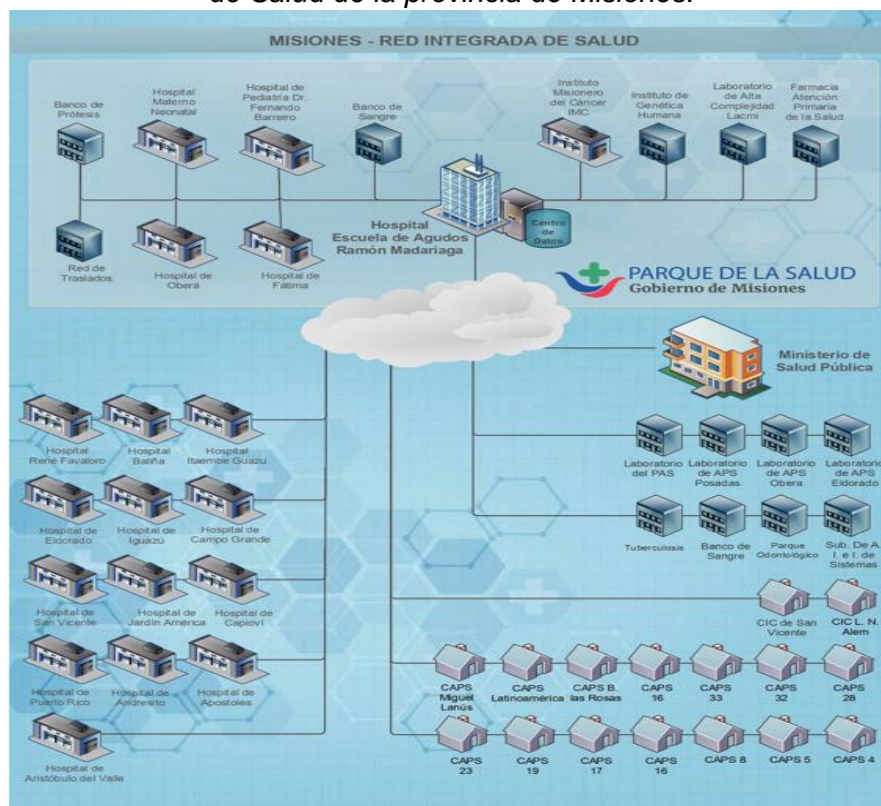 de Salud de la provincia de Misiones.
MISIONES - RED INTEGRADA DE SALUD
Banco de
Prótesis
Hospital
Materno
Neonatal
Hospital de
Pediatría Dr.
Fernando
Barreiro
Banco de
Sangre
Instituto
Misionero
del Cáncer
IMC
Instituto de
Genética
Humana
Laboratorio
de Alta
Complejidad
Lacmi
Farmacia
Atención
Primaria
de la Salud
Hospital
Escuela de Agudos
Ramón Madariaga
Centro
de
Datos
Red de
Traslados
Hospital de
Oberá
Hospital de
Fátima
PARQUE DE LA SALUD
Gobierno de Misiones
Ministerio de
Salud Pública
Hospital
René Favaloro
Hospital
Baliña
Hospital
Itaembe Guazu
Laboratorio
del PAS
Laboratorio
de APS
Posadas
Laboratorio
de APS
Obera
Laboratorio
de APS
Eldorado
Hospital de
Eldorado
Hospital de
Iguazú
Hospital de
Campo Grande
Tuberculosis
Banco de
Sangre
Parque
Odontológico
Sub. De A.
I. e I. de
Sistemas
Hospital de
San Vicente
Hospital de
Jardín América
Hospital de
Capioví
CIC de San
Vicente
CIC L. N.
Alem
Hospital de
Puerto Rico
Hospital de
Andresito
Hospital de
Apostoles
CAPS
Miguel
Lanús
CAPS
Latinoamérica
CAPS B.
las Rosas
CAPS
16
CAPS
33
CAPS
32
CAPS
28
Hospital de
Aristóbulo del Valle
CAPS
23
CAPS
19
CAPS
17
CAPS
16
CAPS 8
CAPS 5
CAPS 4